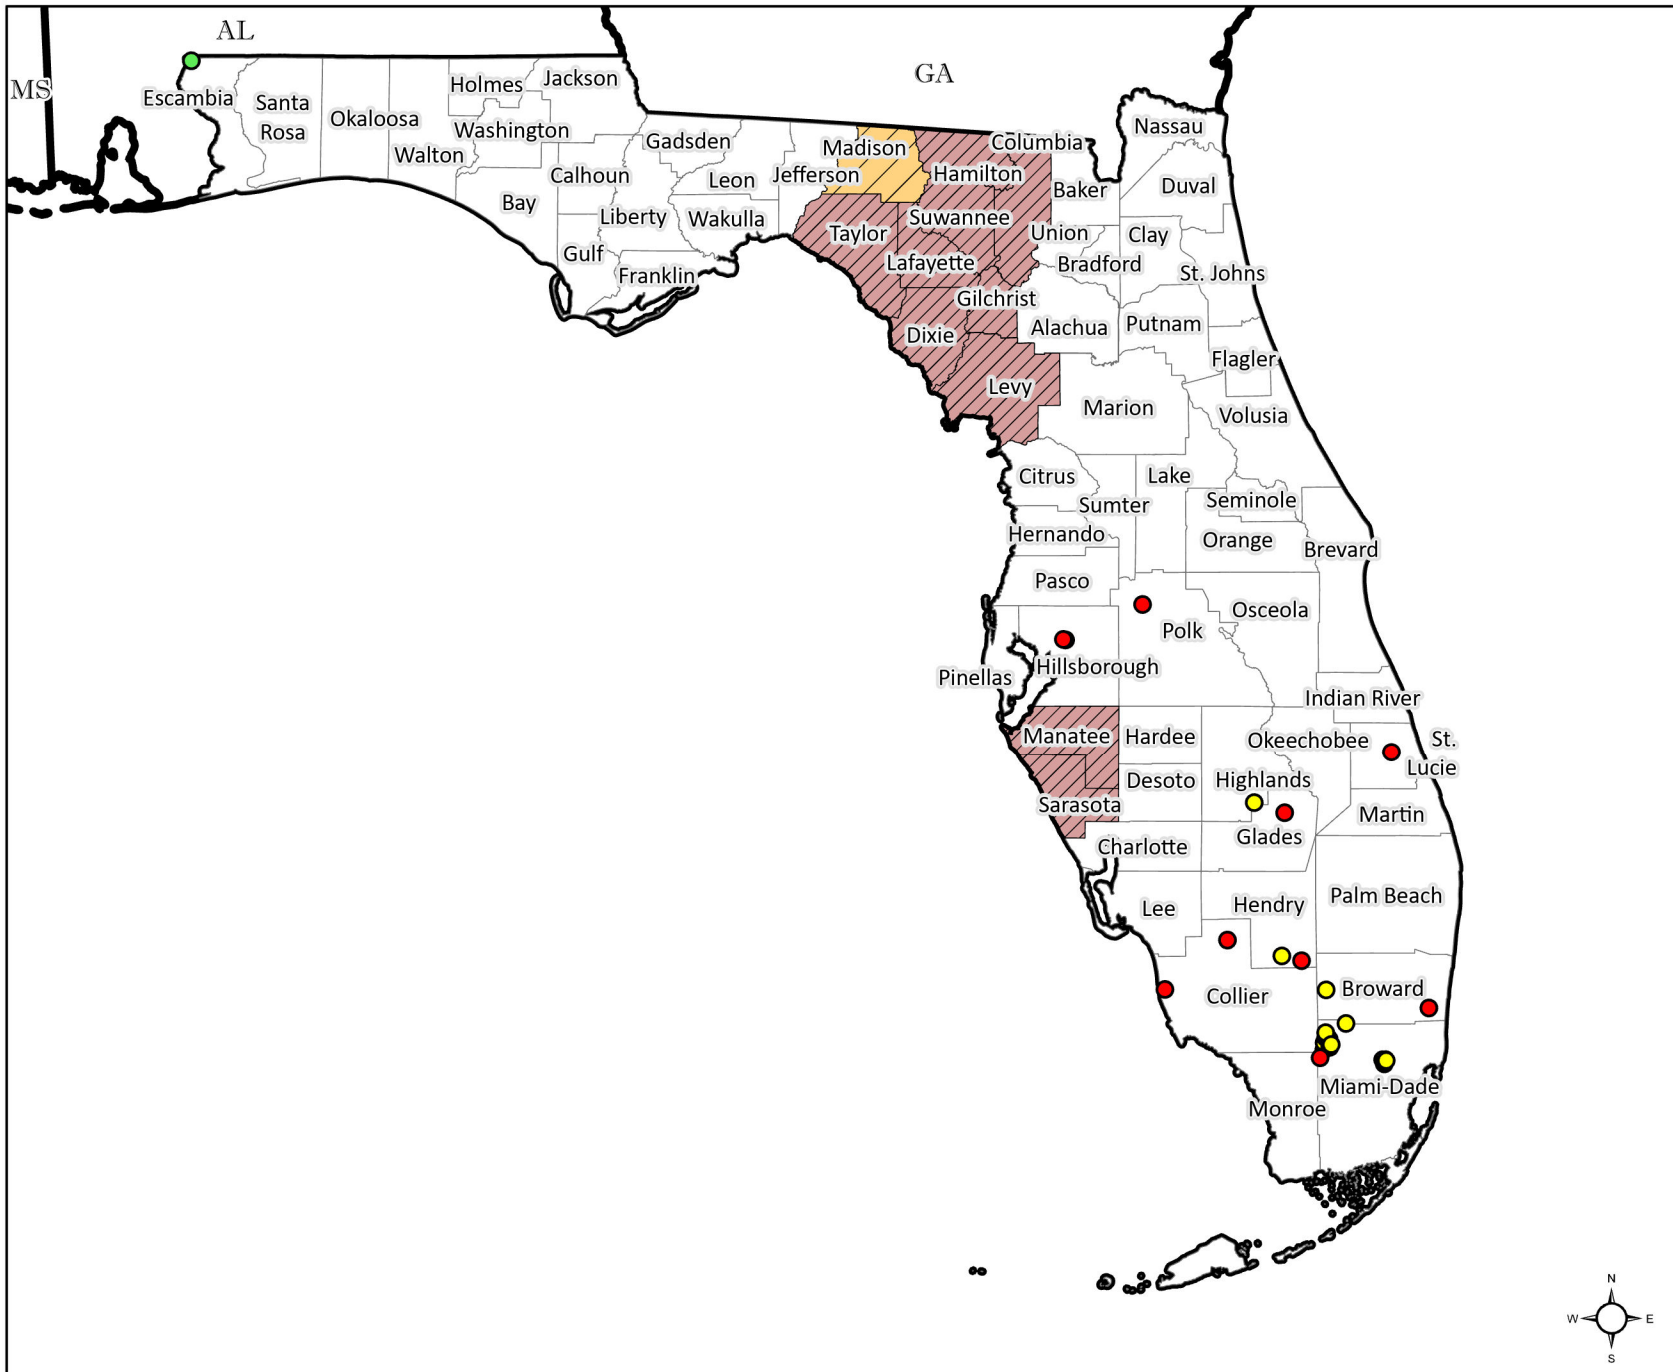 AL
GA
MS
Escambia
Santa
Rosa
Okaloosa
Walton
Holmes
Jackson
Washington
Bay
Calhoun
Gulf
Liberty
Franklin
Gadsden
Leon
Wakulla
Jefferson
Madison
Taylor
Hamilton
Suwannee
Lafayette
Dixie
Gilchrist
Levy
Columbia
Baker
Nassau
Duval
Union
Bradford
Clay
St. Johns
Alachua
Putnam
Flagler
Marion
Volusia
Citrus
Sumter
Lake
Seminole
Hernando
Orange
Brevard
Pasco
Osceola
Polk
Pinellas
Hillsborough
Indian River
Manatee
Hardee
Okeechobee
St.
Lucie
Desoto
Highlands
Sarasota
Martin
Glades
Charlotte
Palm Beach
Lee
Hendry
Collier
Broward
Miami-Dade
Monroe
N
W
E
S